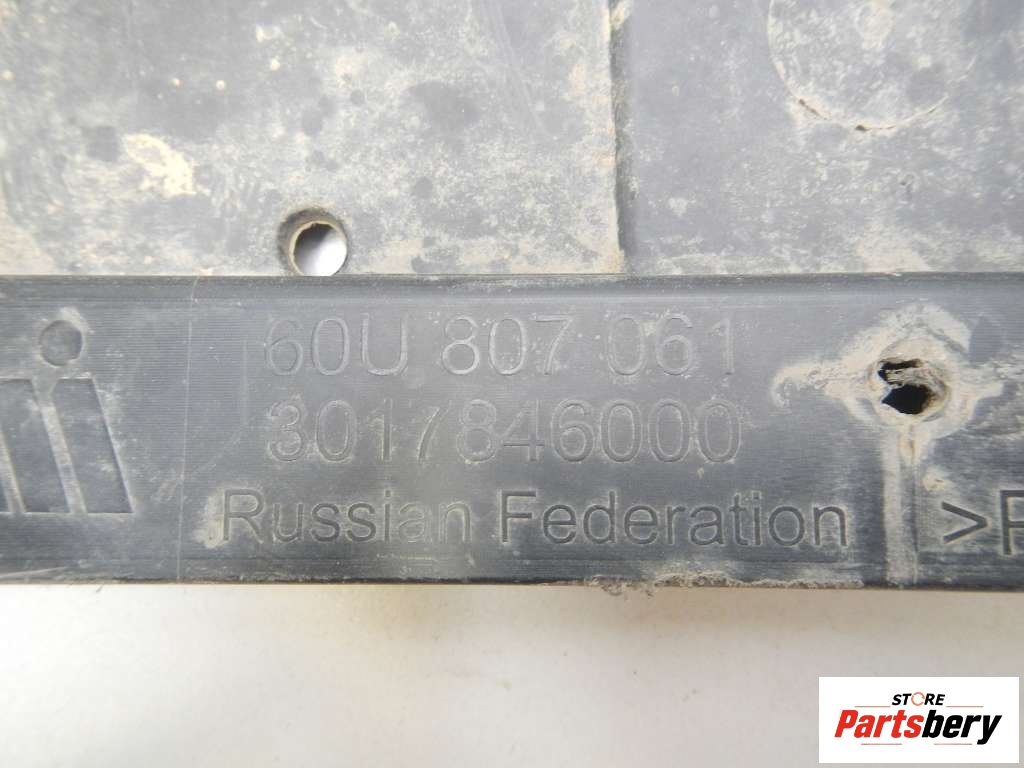 60U 807 061
3017846000
Russian Federation
>P
STORE
Partsbery